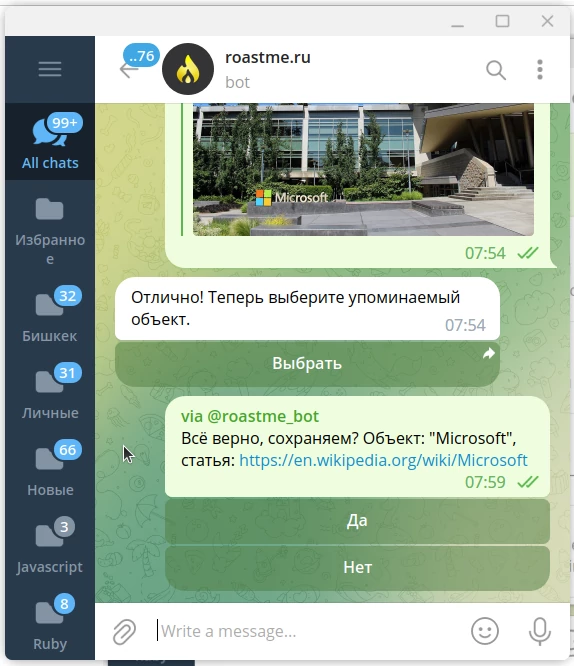 ..76
roastme.ru
bot
99+
All chats
Избранно
е
32
Бишкек
31
Личные
66
Новые
3
Javascript
8
Ruby
Microsoft
07:54
Отлично! Теперь выберите упоминаемый
объект.
07:54
Выбрать
via @roastme_bot
Всё верно, сохраняем? Объект: "Microsoft",
статья: https://en.wikipedia.org/wiki/Microsoft
07:59
Да
Нет
Write a message...